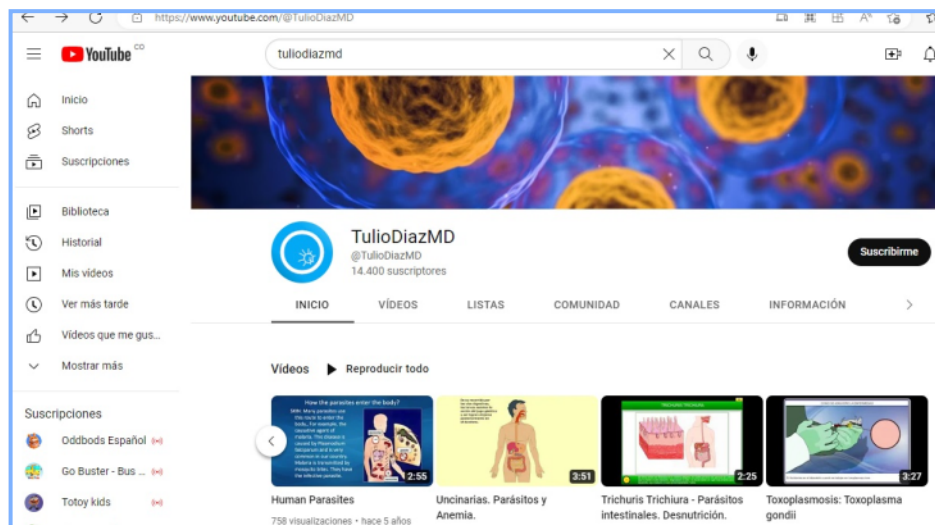 https://www.youtube.com/@TulioDiazMD
YouTube CO
tuliodiazmd
Inicio
Shorts
Suscripciones
Biblioteca
Historial
Mis vídeos
Ver más tarde
Vídeos que me gus...
Mostrar más
Suscripciones
Oddbods Español
Go Buster - Bus ...
Totoy kids
TulioDiazMD
@TulioDiazMD
14.400 suscriptores
Suscribirme
INICIO VÍDEOS LISTAS COMUNIDAD CANALES INFORMACIÓN
Vídeos Reproducir todo
How the parasites enter the body?
2:55
3:51
TRICHURIS TRICHIURA
2:25
3:27
Human Parasites
758 visualizaciones • hace 5 años
Uncinarias. Parásitos y
Anemia.
Trichuris Trichiura - Parásitos
intestinales. Desnutrición.
Toxoplasmosis: Toxoplasma
gondii